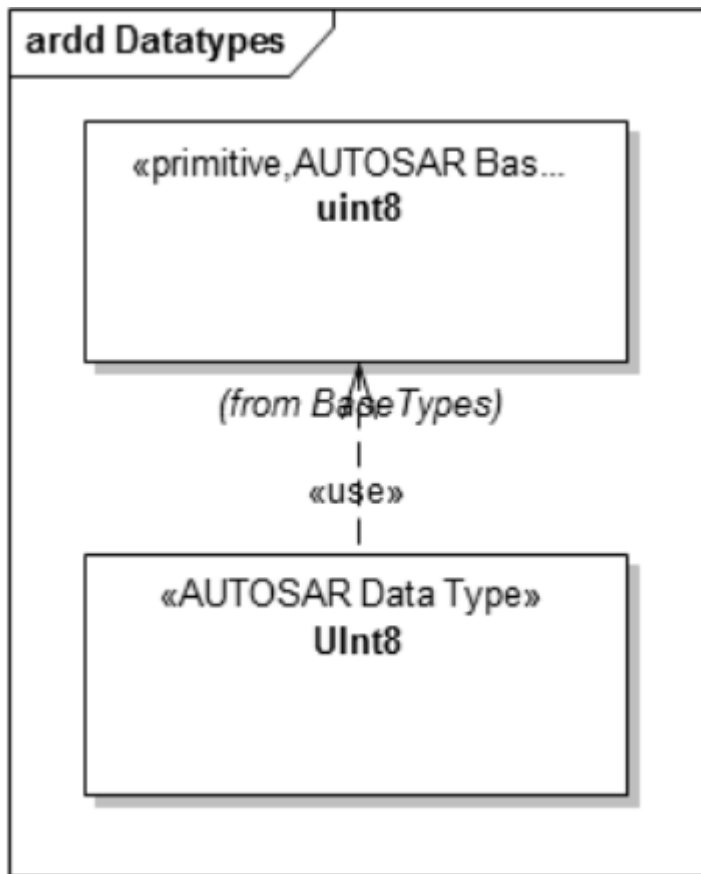 ardd Datatypes
«primitive,AUTOSAR Bas...
uint8
(from BaseTypes)
«use»
«AUTOSAR Data Type»
UInt8